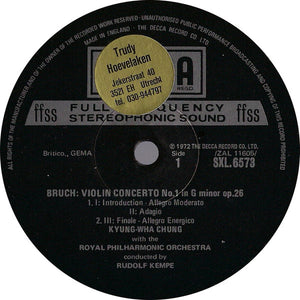 ALL RIGHTS OF THE MANUFACTURER AND OF THE OWNER OF THE RECORDED WORK RESERVED
UNAUTHORISED PUBLIC PERFORMANCE, BROADCASTING AND COPYING OF THIS RECORD PROHIBITED
MADE IN ENGLAND, THE DECCA RECORD CO LTD
Trudy
Hoevelaken
Jekerstraat 40
3521 EH Utrecht
tel. 030-944797
A
REGD.
ffss
FULL FREQUENCY
ffss
STEREOPHONIC SOUND
Britico., GEMA
Side
1
℗ 1972 THE DECCA RECORD CO. LTD.
/ZAL 11605/
SXL.6573
BRUCH: VIOLIN CONCERTO No.1 in G minor op.26
1. I: Introduction - Allegro Moderato
II: Adagio
2. III: Finale - Allegro Energico
KYUNG-WHA CHUNG
with the
ROYAL PHILHARMONIC ORCHESTRA
conducted by
RUDOLF KEMPE